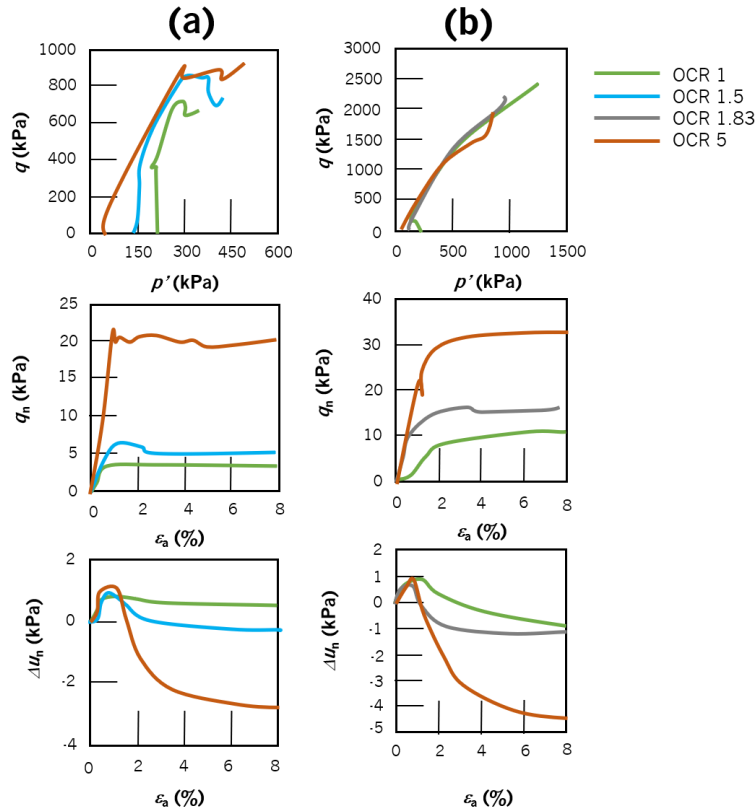 (a)
(b)
OCR 1
OCR 1.5
OCR 1.83
OCR 5
1000
800
600
400
200
0
q (kPa)
0 150 300 450 600
p' (kPa)
3000
2500
2000
1500
1000
500
0
q (kPa)
0 500 1000 1500
p' (kPa)
25
20
15
10
5
0
qn (kPa)
0 2 4 6 8
εa (%)
40
30
20
10
0
qn (kPa)
0 2 4 6 8
εa (%)
2
0
-2
-4
Δun (kPa)
0 2 4 6 8
εa (%)
2
1
0
-1
-2
-3
-4
-5
Δun (kPa)
0 2 4 6 8
εa (%)